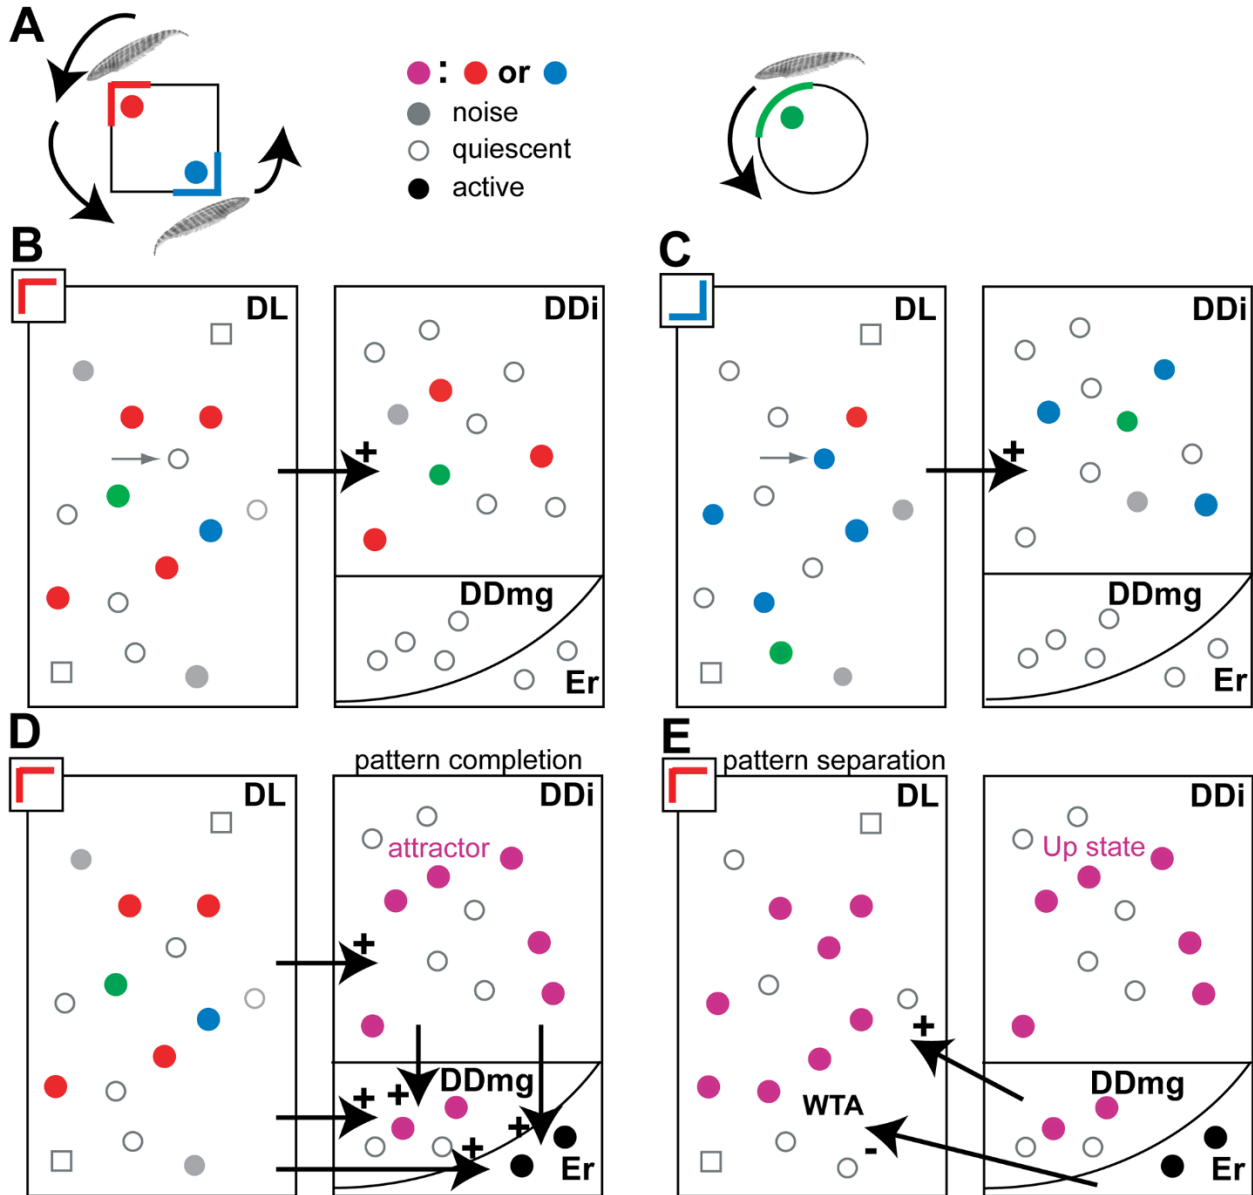 A
: or
noise
quiescent
active
B
DL
+
DDi
DDmg
Er
C
DL
+
DDi
DDmg
Er
D
DL
pattern completion
DDi
attractor
+
DDmg
+ +
+ +
Er
E
pattern separation
DL
DDi
Up state
+
DDmg
WTA
-
Er